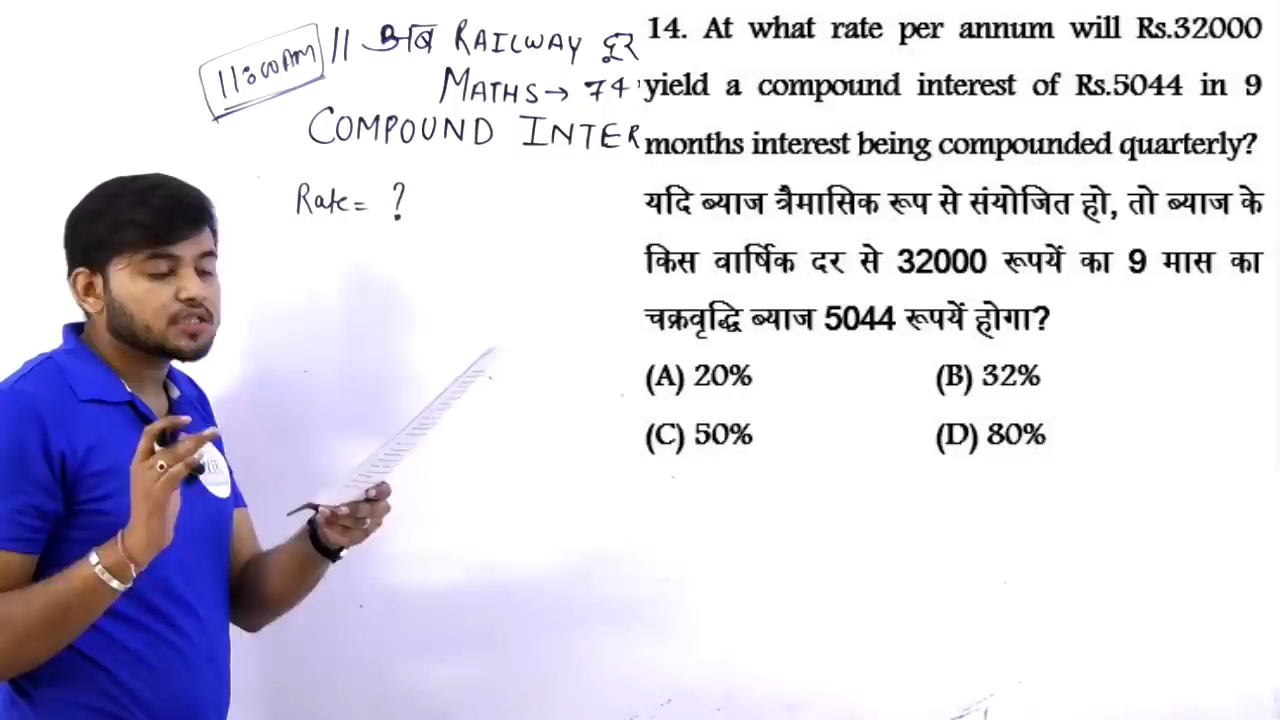 11:00AM // अब RAILWAY दूर
MATHS → 74
COMPOUND INTER
Rate = ?
14. At what rate per annum will Rs.32000
yield a compound interest of Rs.5044 in 9
months interest being compounded quarterly?
यदि ब्याज त्रैमासिक रूप से संयोजित हो, तो ब्याज के
किस वार्षिक दर से 32000 रूपयें का 9 मास का
चक्रवृद्धि ब्याज 5044 रूपयें होगा?
(A) 20% (B) 32%
(C) 50% (D) 80%